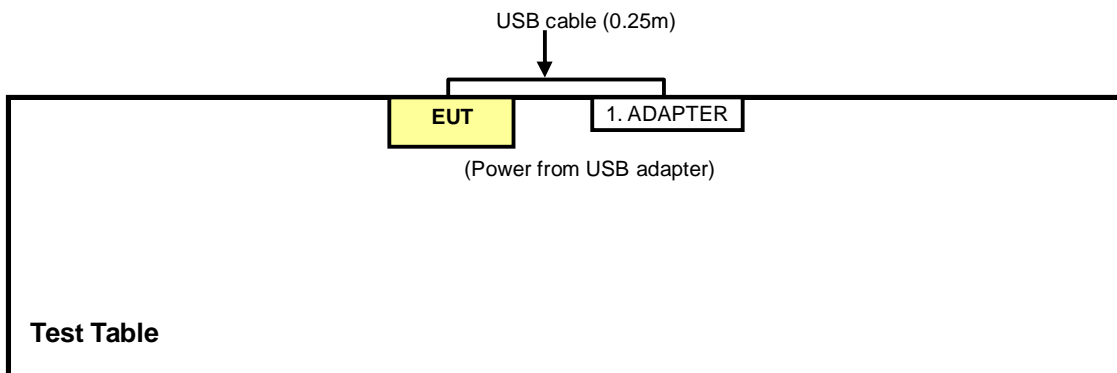 USB cable (0.25m)
EUT
1. ADAPTER
(Power from USB adapter)
Test Table